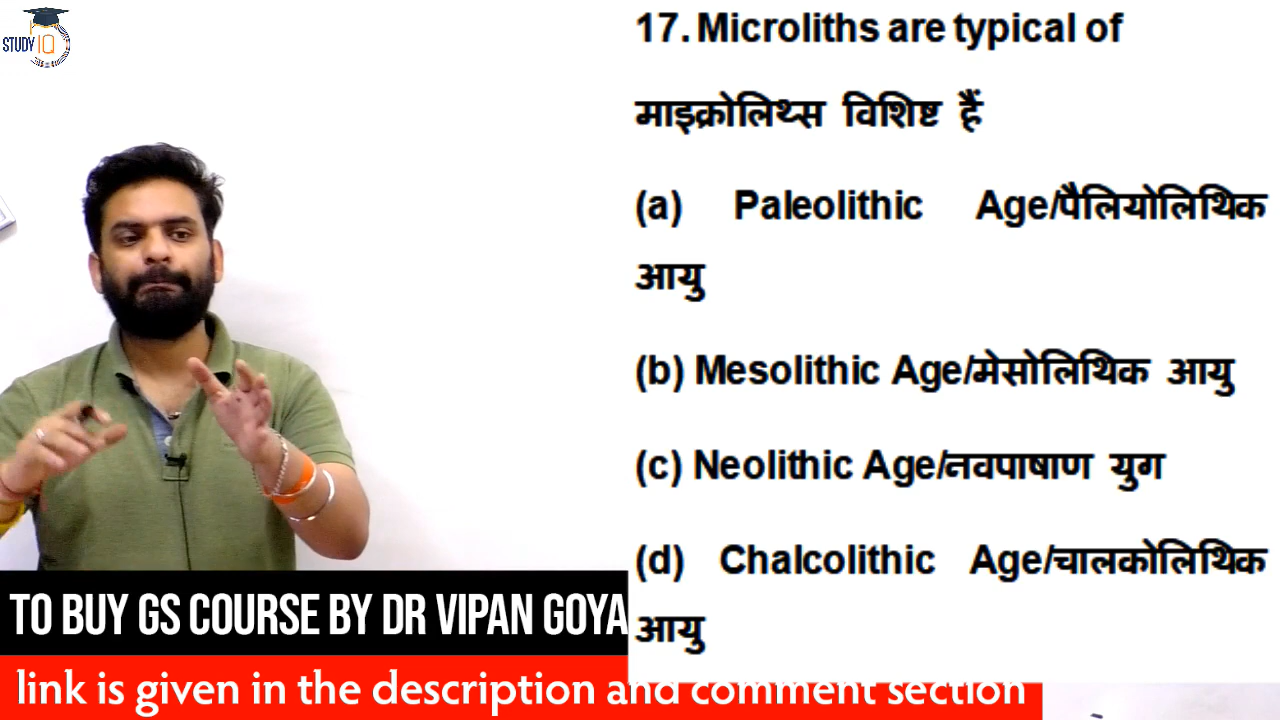 STUDY IQ
17. Microliths are typical of
माइक्रोलिथ्स विशिष्ट हैं
(a) Paleolithic Age/पैलियोलिथिक
आयु
(b) Mesolithic Age/मेसोलिथिक आयु
(c) Neolithic Age/नवपाषाण युग
(d) Chalcolithic Age/चालकोलिथिक
आयु
TO BUY GS COURSE BY DR VIPAN GOYA
link is given in the description and comment section